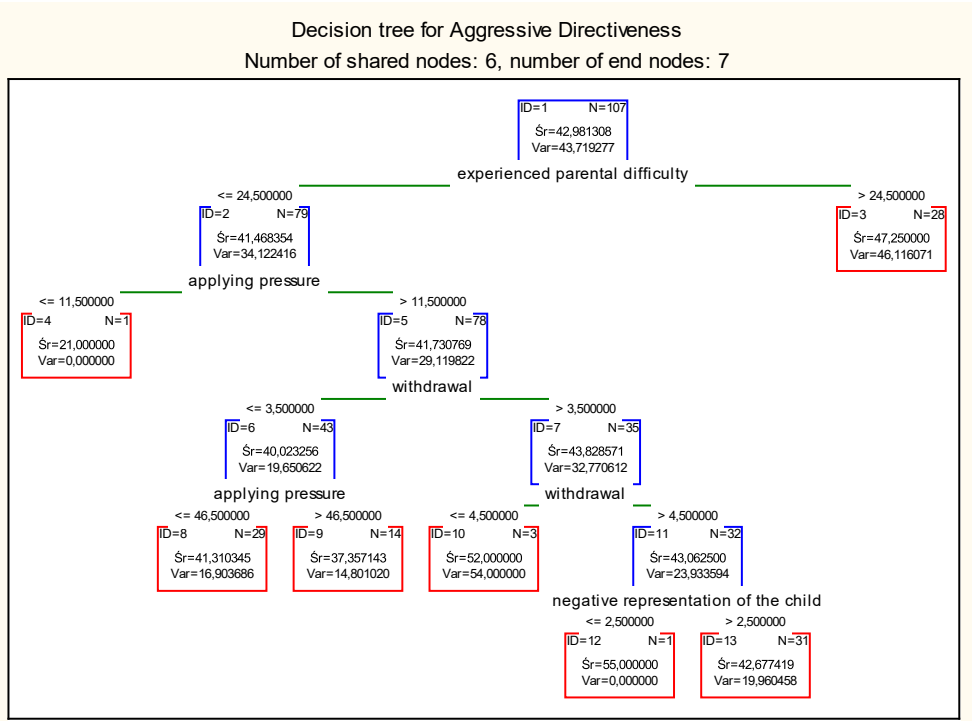 Decision tree for Aggressive Directiveness
Number of shared nodes: 6, number of end nodes: 7
ID=1 N=107
Śr=42,981308
Var=43,719277
experienced parental difficulty
<= 24,500000 > 24,500000
ID=2 N=79 ID=3 N=28
Śr=41,468354 Śr=47,250000
Var=34,122416 Var=46,116071
applying pressure
<= 11,500000 > 11,500000
ID=4 N=1 ID=5 N=78
Śr=21,000000 Śr=41,730769
Var=0,000000 Var=29,119822
withdrawal
<= 3,500000 > 3,500000
ID=6 N=43 ID=7 N=35
Śr=40,023256 Śr=43,828571
Var=19,650622 Var=32,770612
applying pressure withdrawal
<= 46,500000 > 46,500000 <= 4,500000 > 4,500000
ID=8 N=29 ID=9 N=14 ID=10 N=3 ID=11 N=32
Śr=41,310345 Śr=37,357143 Śr=52,000000 Śr=43,062500
Var=16,903686 Var=14,801020 Var=54,000000 Var=23,933594
negative representation of the child
<= 2,500000 > 2,500000
ID=12 N=1 ID=13 N=31
Śr=55,000000 Śr=42,677419
Var=0,000000 Var=19,960458